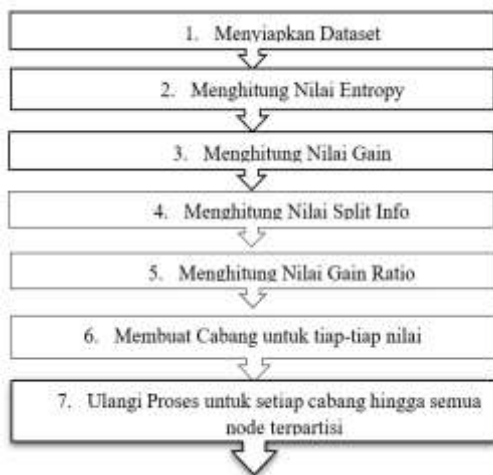 1. Menyiapkan Dataset
2. Menghitung Nilai Entropy
3. Menghitung Nilai Gain
4. Menghitung Nilai Split Info
5. Menghitung Nilai Gain Ratio
6. Membuat Cabang untuk tiap-tiap nilai
7. Ulangi Proses untuk setiap cabang hingga semua
node terpartisi